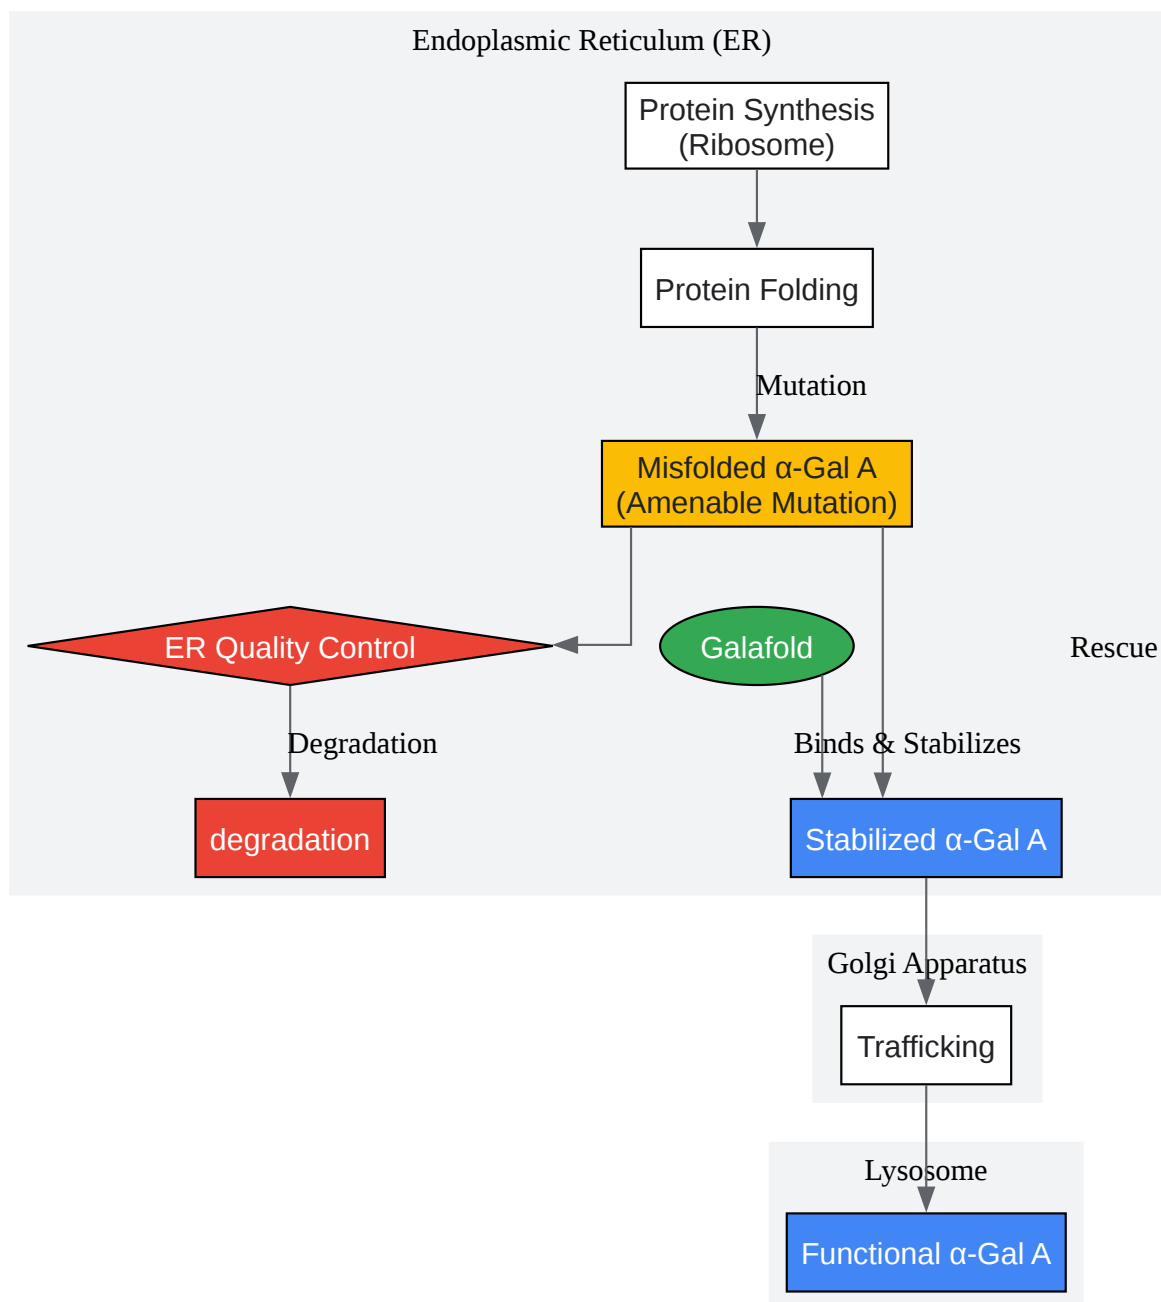 Endoplasmic Reticulum (ER)
Protein Synthesis
(Ribosome)
Protein Folding
Mutation
Misfolded α-Gal A
(Amenable Mutation)
ER Quality Control
Galafold
Rescue
Degradation
Binds & Stabilizes
degradation
Stabilized α-Gal A
Golgi Apparatus
Trafficking
Lysosome
Functional α-Gal A